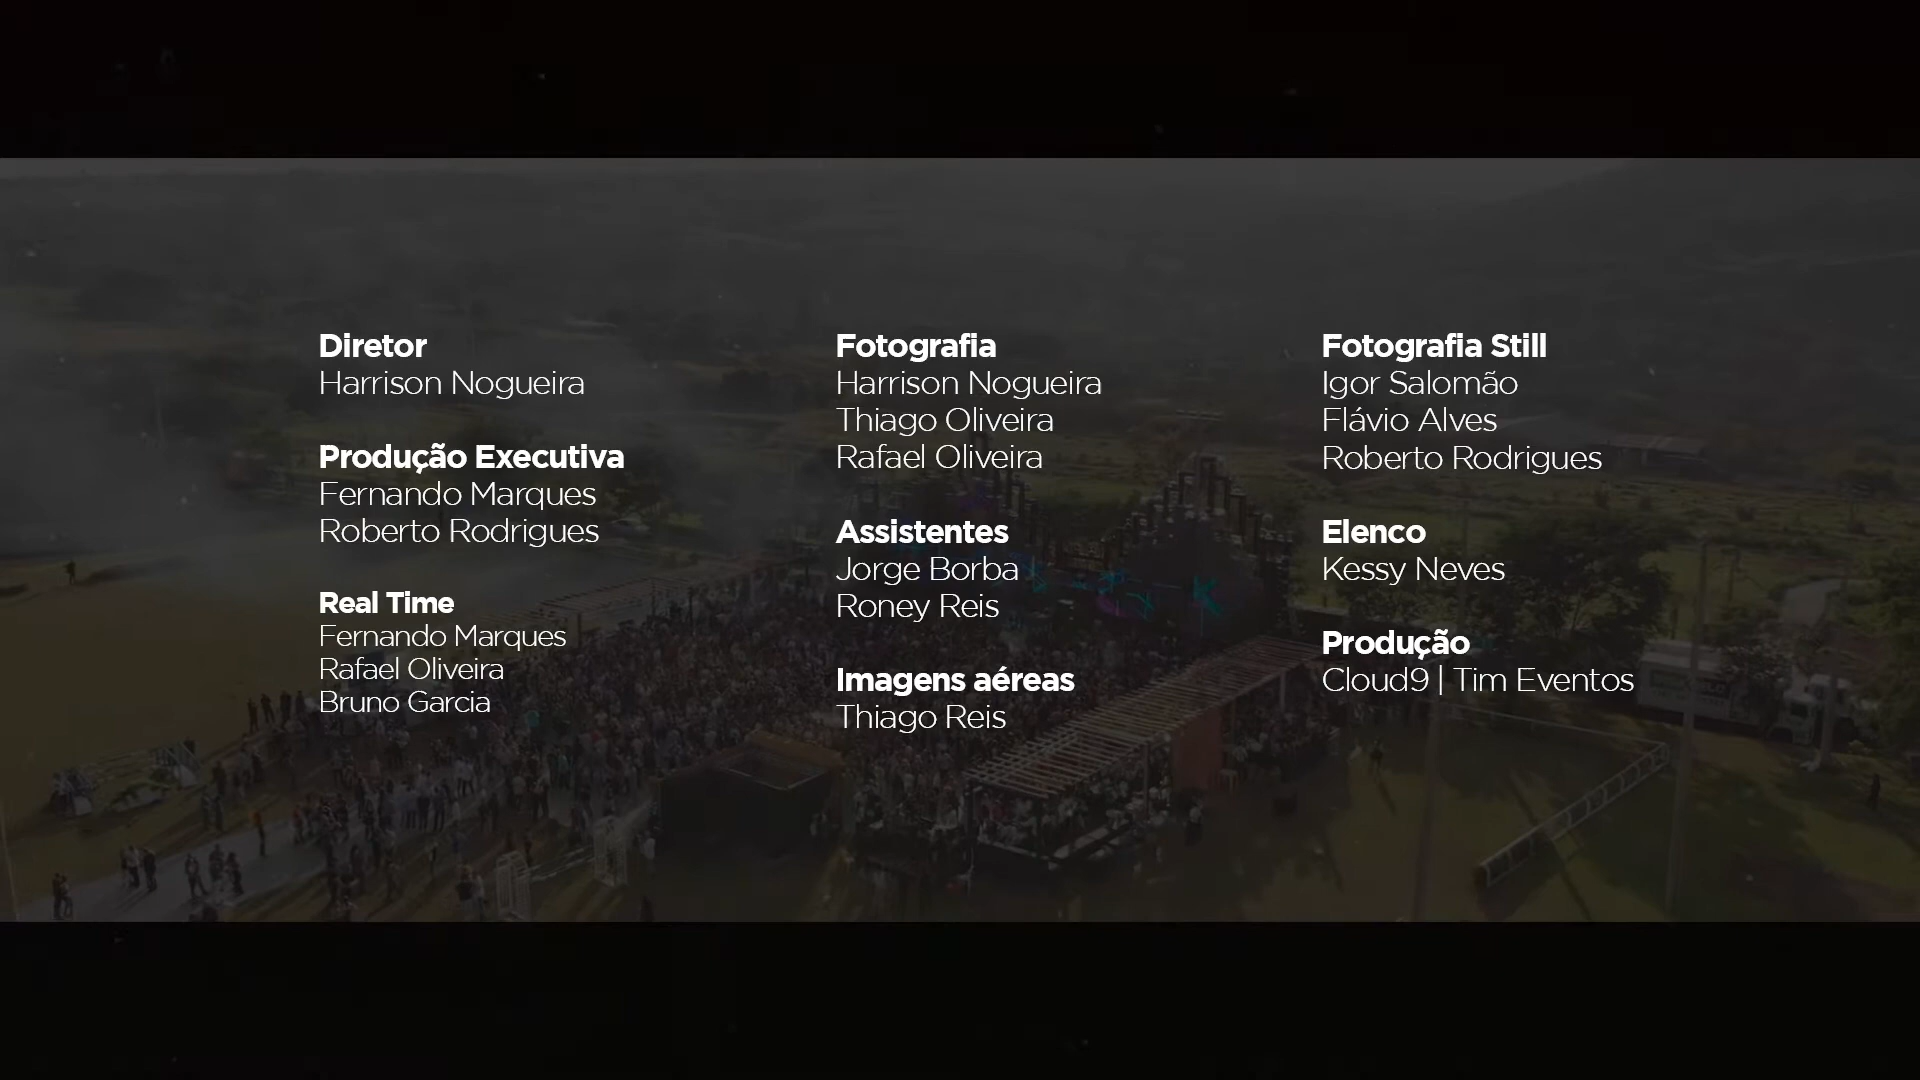 Diretor
Harrison Nogueira
Produção Executiva
Fernando Marques
Roberto Rodrigues
Real Time
Fernando Marques
Rafael Oliveira
Bruno Garcia
Fotografia
Harrison Nogueira
Thiago Oliveira
Rafael Oliveira
Assistentes
Jorge Borba
Roney Reis
Imagens aéreas
Thiago Reis
Fotografia Still
Igor Salomão
Flávio Alves
Roberto Rodrigues
Elenco
Kessy Neves
Produção
Cloud9 | Tim Eventos